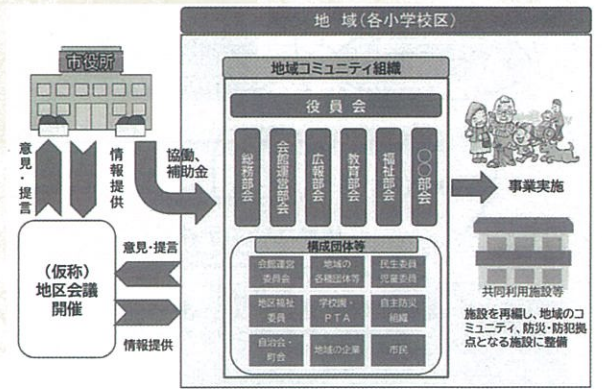 地 域(各小学校区)
市役所
地域コミュニティ組織
役 員 会
総務部会
会館運営部会
広報部会
教育部会
福祉部会
〇〇部会
意見・提言
情報提供
協働、
補助金
事業実施
構成団体等
会館運営
委員会
地域の
各種団体等
民生委員
児童委員
地区福祉
委員
学校園・
PTA
自主防災
組織
自治会・
町会
地域の企業
市民
(仮称)
地区会議
開催
意見・提言
情報提供
共同利用施設等
施設を再編し、地域のコ
ミュニティ、防災・防犯拠
点となる施設に整備